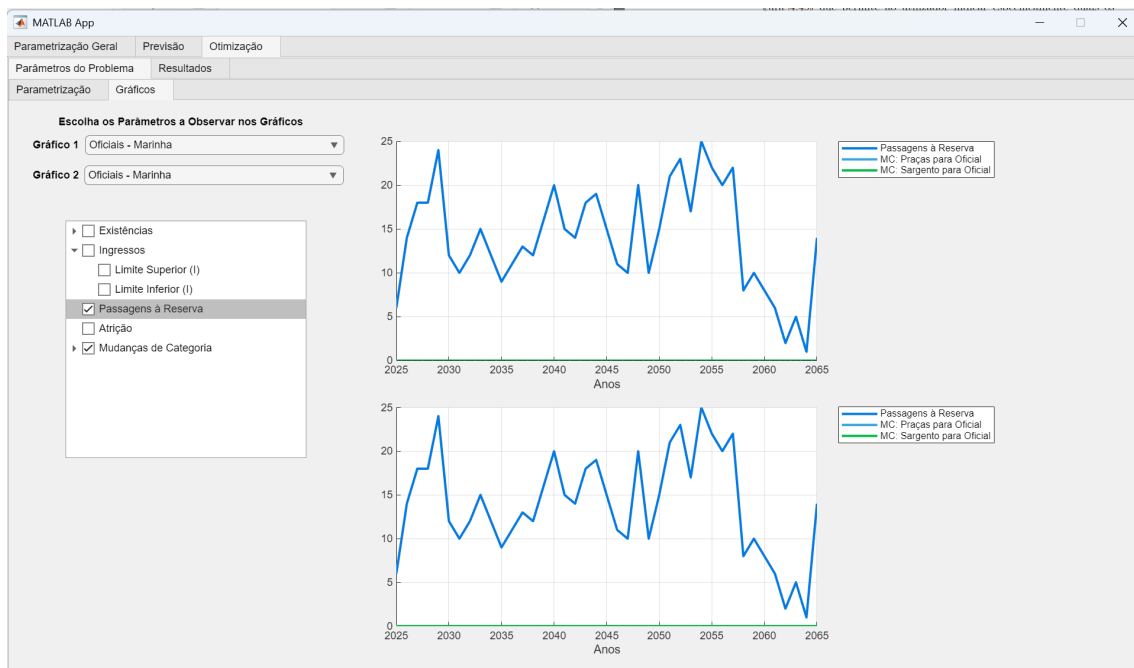 MATLAB App
Parametrização Geral Previsão Otimização
Parâmetros do Problema Resultados
Parametrização Gráficos
Escolha os Parâmetros a Observar nos Gráficos
Gráfico 1 Oficiais - Marinha
Gráfico 2 Oficiais - Marinha
Existências
Ingressos
Limite Superior (I)
Limite Inferior (I)
Passagens à Reserva
Atrição
Mudanças de Categoria
25
20
15
10
5
0
2025 2030 2035 2040 2045 2050 2055 2060 2065
Anos
Passagens à Reserva
MC: Praças para Oficial
MC: Sargento para Oficial
25
20
15
10
5
0
2025 2030 2035 2040 2045 2050 2055 2060 2065
Anos
Passagens à Reserva
MC: Praças para Oficial
MC: Sargento para Oficial